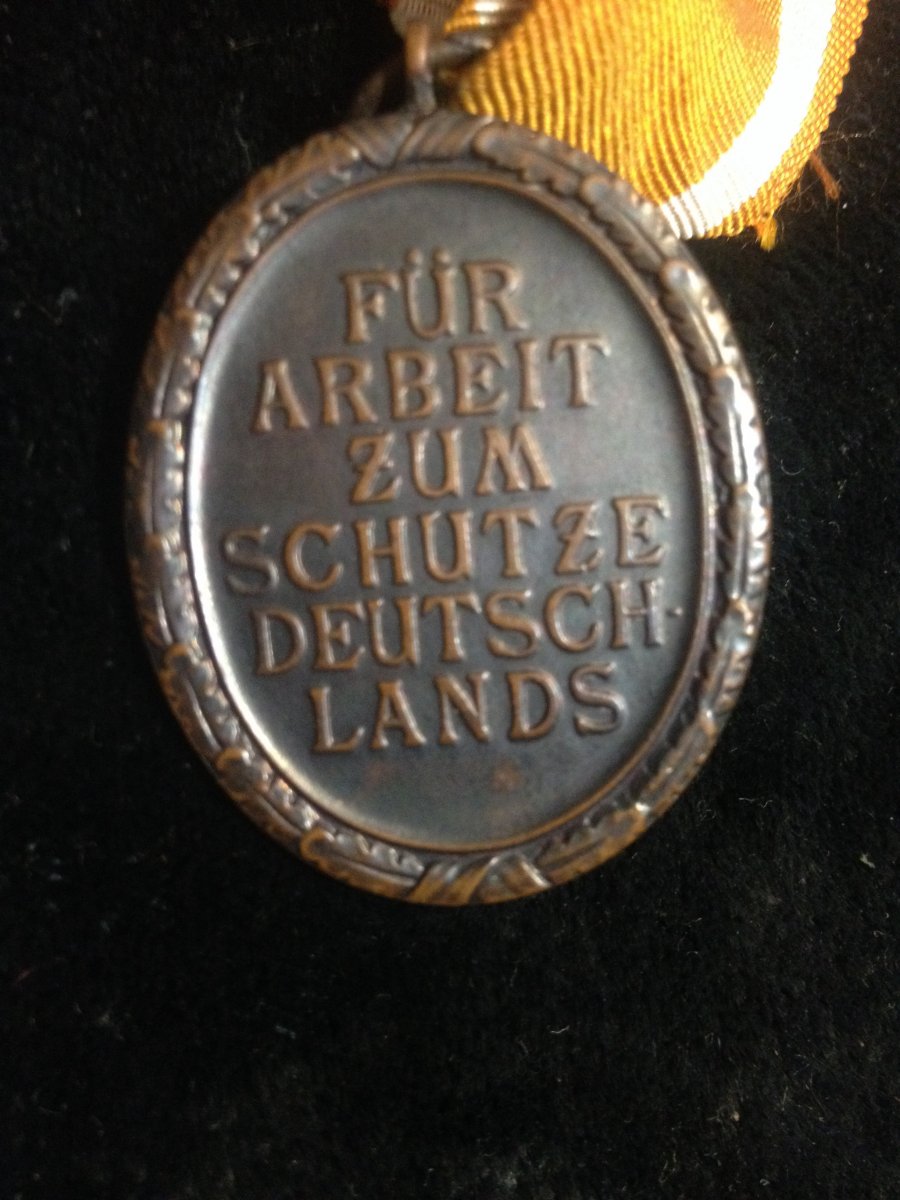 FÜR
ARBEIT
ZUM
SCHUTZE
DEUTSCH-
LANDS